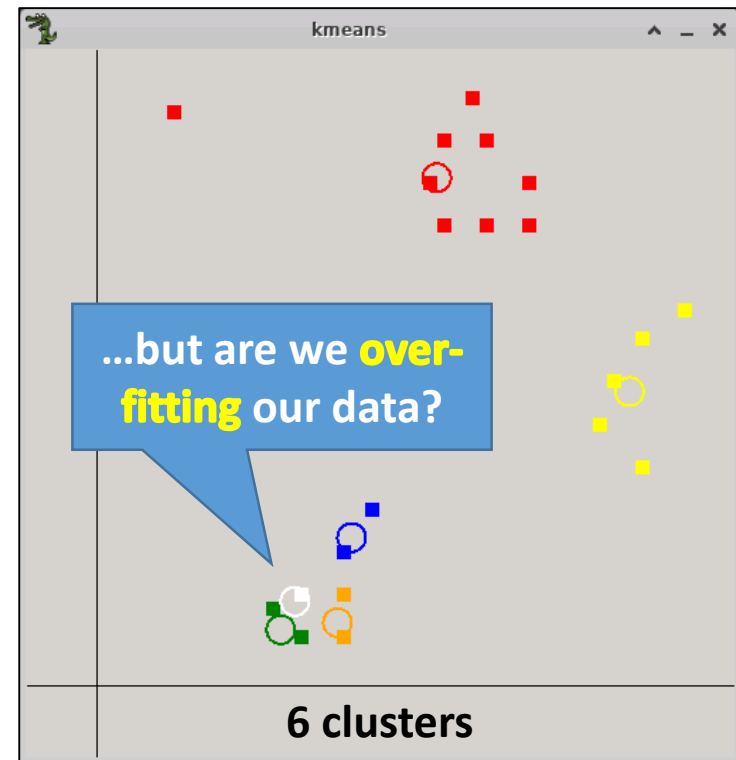 kmeans
…but are we over-
fitting our data?
6 clusters